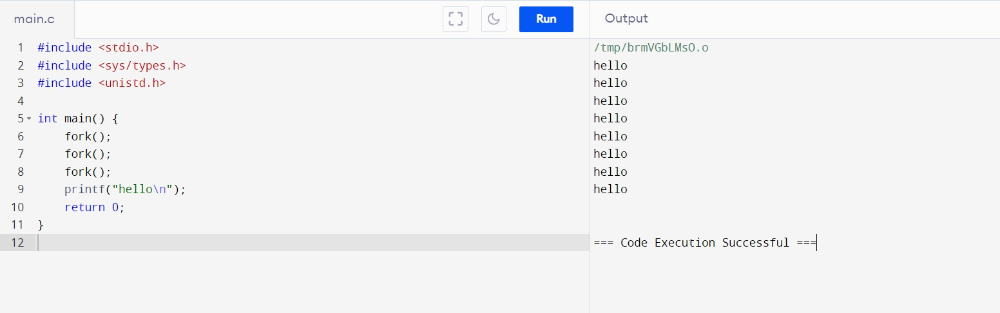 main.c
Run
Output
1 #include <stdio.h>
2 #include <sys/types.h>
3 #include <unistd.h>
4
5 int main() {
6     fork();
7     fork();
8     fork();
9     printf("hello\n");
10     return 0;
11 }
12
/tmp/brmVGbLMsO.o
hello
hello
hello
hello
hello
hello
hello
hello
=== Code Execution Successful ===